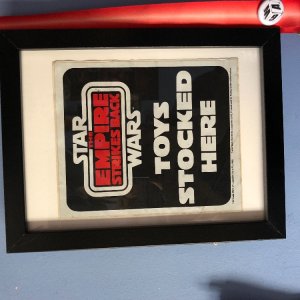 STAR
THE
EMPIRE
STRIKES BACK
WARS
TOYS
STOCKED
HERE